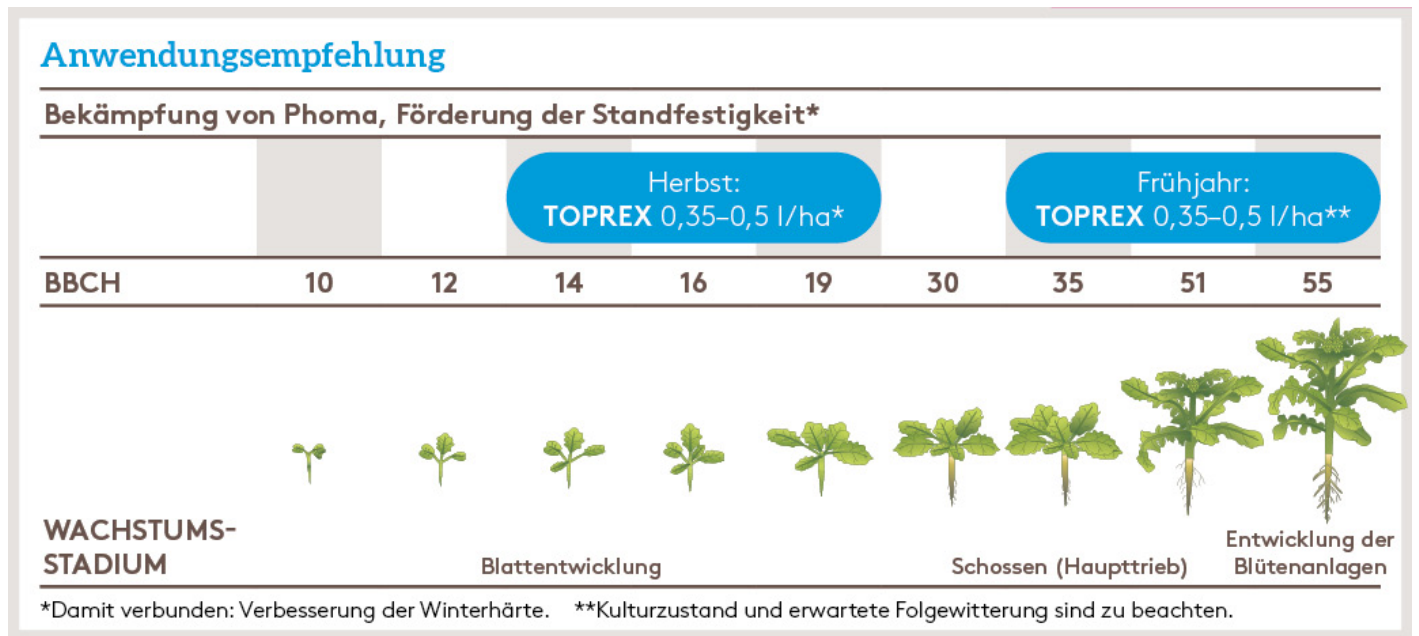 Anwendungsempfehlung
Bekämpfung von Phoma, Förderung der Standfestigkeit*
Herbst:
TOPREX 0,35–0,5 l/ha*
Frühjahr:
TOPREX 0,35–0,5 l/ha**
BBCH 10 12 14 16 19 30 35 51 55
WACHSTUMS-
STADIUM
Blattentwicklung
Schossen (Haupttrieb)
Entwicklung der
Blütenanlagen
*Damit verbunden: Verbesserung der Winterhärte. **Kulturzustand und erwartete Folgewitterung sind zu beachten.